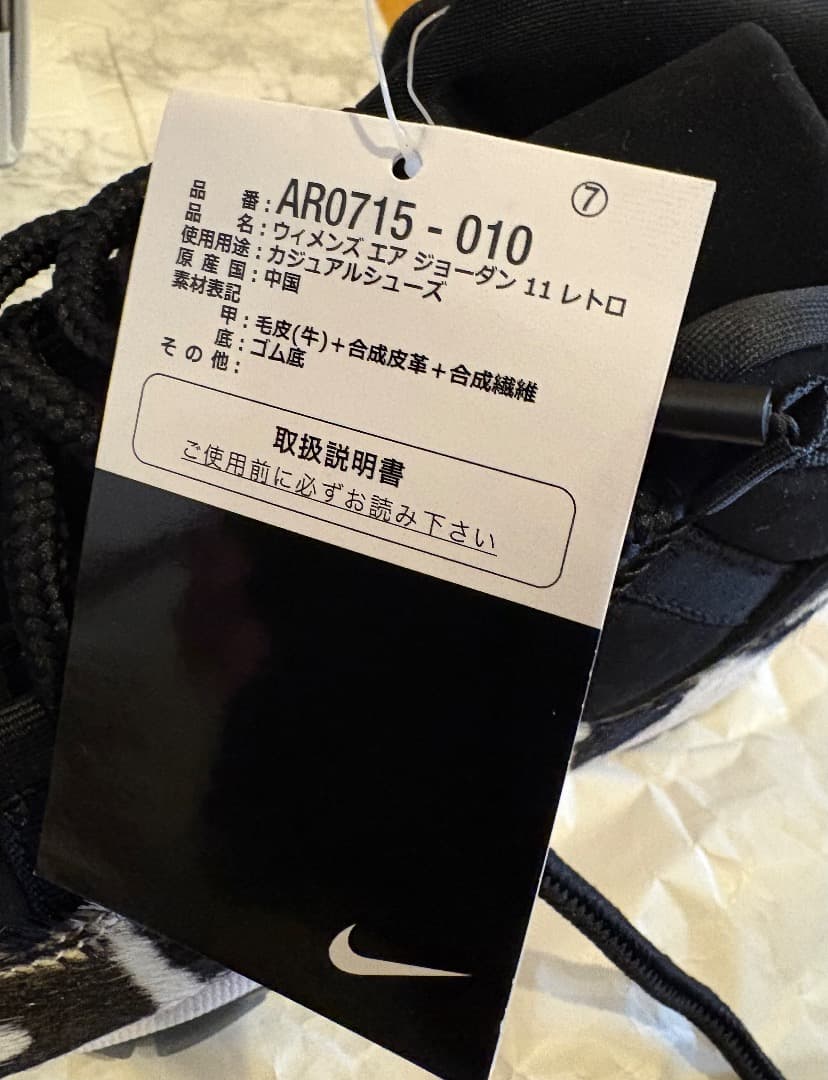 ⑦
品番：AR0715 - 010
品名：ウィメンズ エア ジョーダン 11 レトロ
使用用途：カジュアルシューズ
原産国：中国
素材表記
甲：毛皮(牛)＋合成皮革＋合成繊維
底：ゴム底
その他：
取扱説明書
ご使用前に必ずお読み下さい